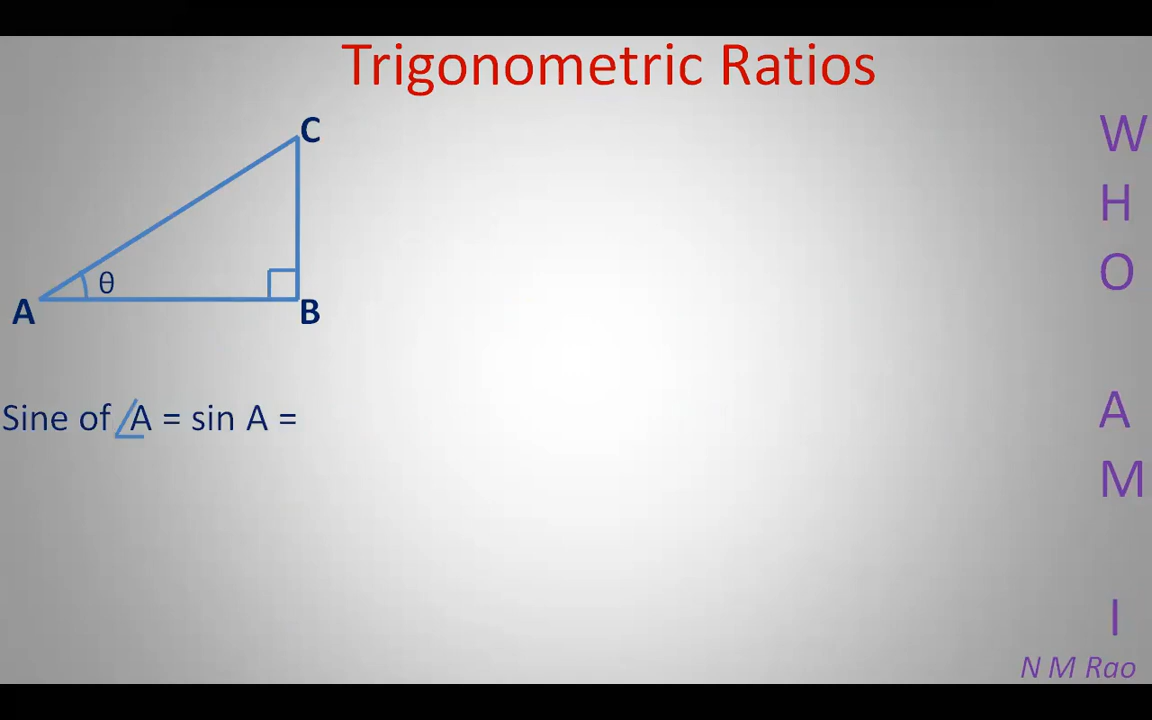 Trigonometric Ratios
C
θ
A
B
Sine of ∠A = sin A =
W
H
O
A
M
I
N M Rao